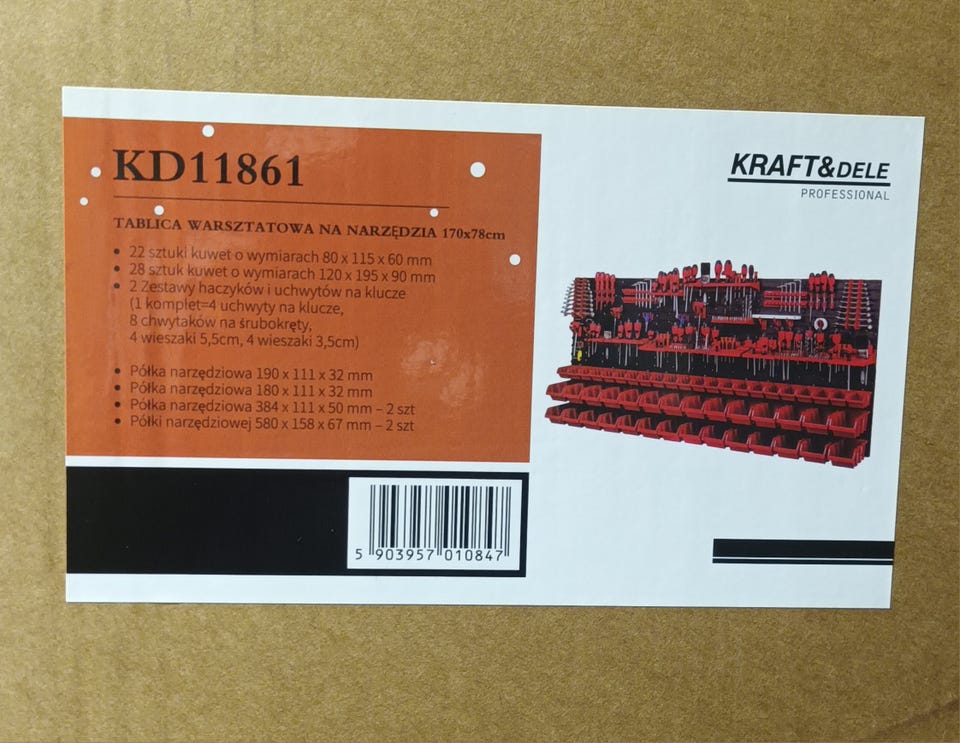 KD11861
TABLICA WARSZTATOWA NA NARZĘDZIA 170x78cm
• 22 sztuki kuwet o wymiarach 80 x 115 x 60 mm
• 28 sztuk kuwet o wymiarach 120 x 195 x 90 mm
• 2 Zestawy haczyków i uchwytów na klucze
(1 komplet=4 uchwyty na klucze,
8 chwytaków na śrubokręty,
4 wieszaki 5,5cm, 4 wieszaki 3,5cm)
• Półka narzędziowa 190 x 111 x 32 mm
• Półka narzędziowa 180 x 111 x 32 mm
• Półka narzędziowa 384 x 111 x 50 mm – 2 szt
• Półki narzędziowej 580 x 158 x 67 mm – 2 szt
5 903957 010847
KRAFT&DELE
PROFESSIONAL